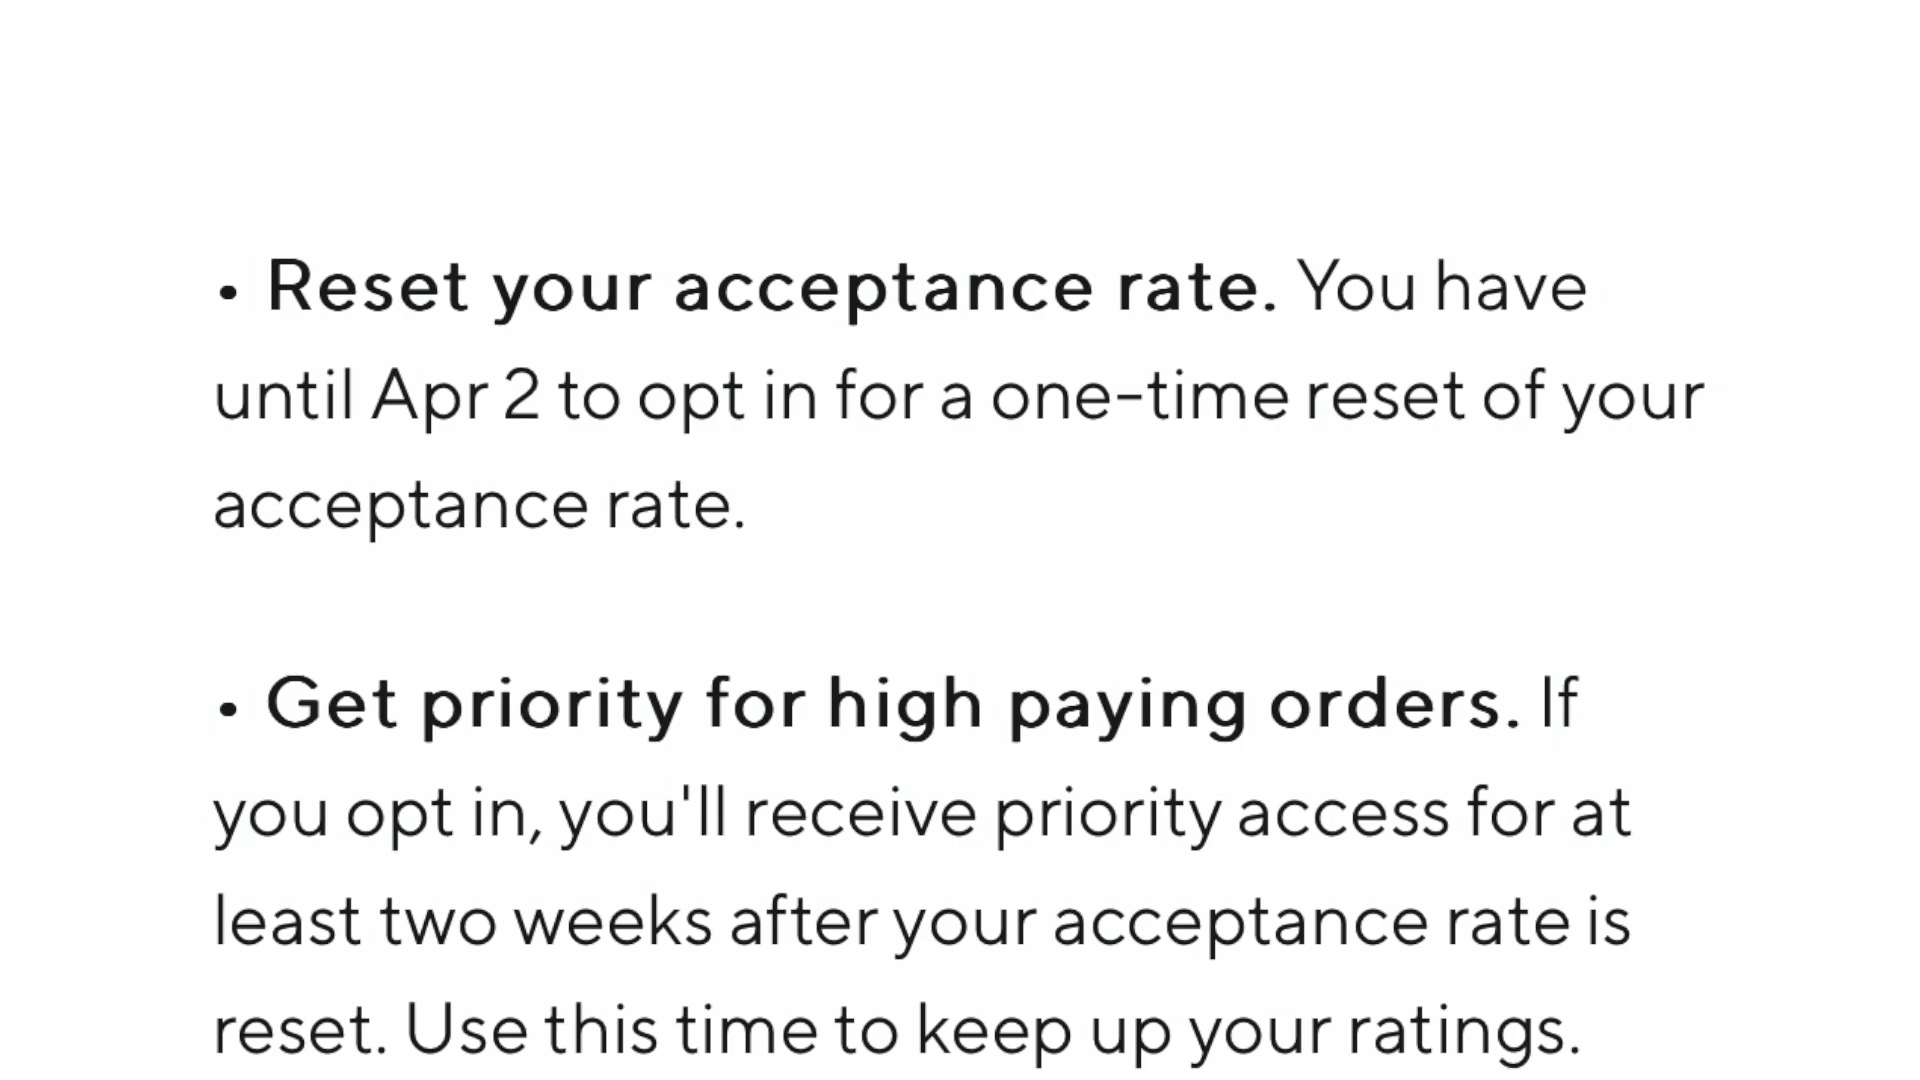 • Reset your acceptance rate. You have
until Apr 2 to opt in for a one-time reset of your
acceptance rate.
• Get priority for high paying orders. If
you opt in, you'll receive priority access for at
least two weeks after your acceptance rate is
reset. Use this time to keep up your ratings.